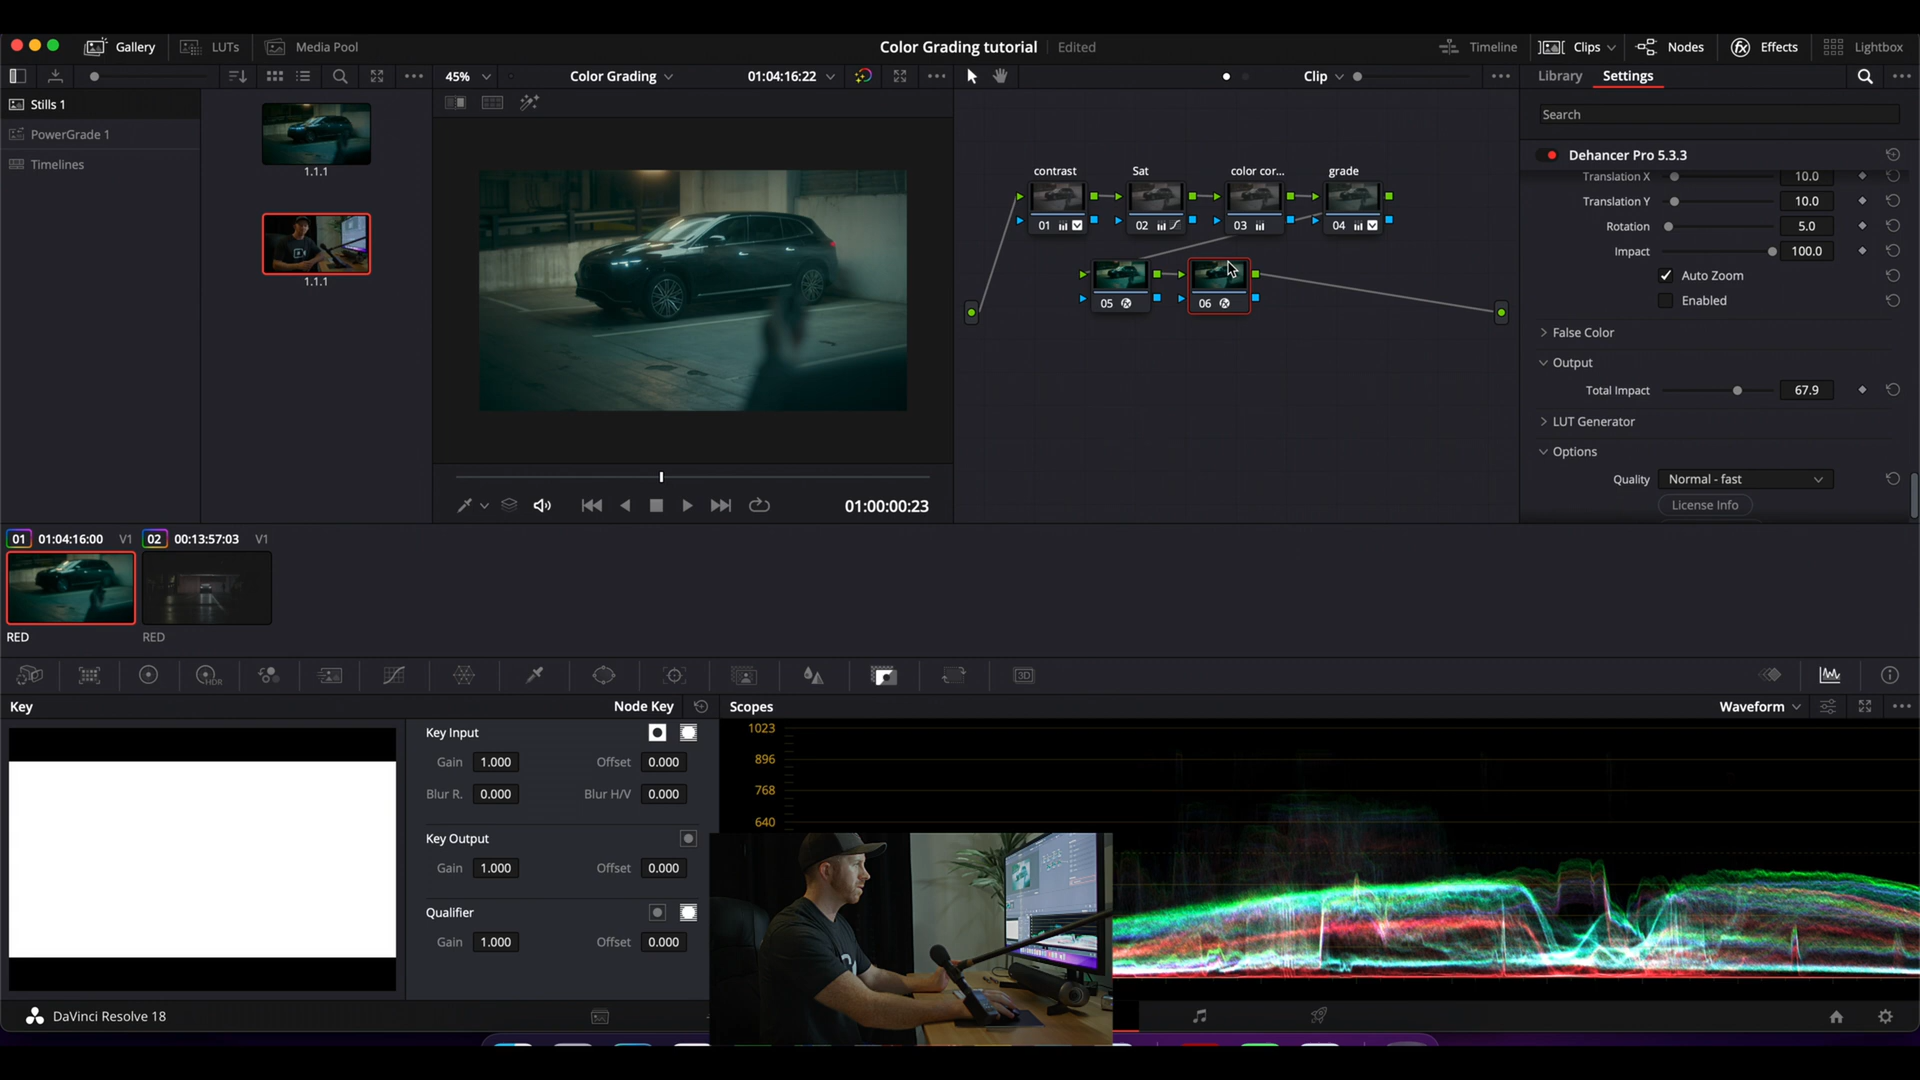 Gallery LUTs Media Pool Color Grading tutorial Edited Timeline Clips Nodes Effects Lightbox
45% Color Grading 01:04:16:22 Clip Library Settings
Stills 1
PowerGrade 1
Timelines
1.1.1
1.1.1
contrast Sat color cor... grade
01 02 03 04
05 06
Search
Dehancer Pro 5.3.3
Translation X 10.0
Translation Y 10.0
Rotation 5.0
Impact 100.0
Auto Zoom
Enabled
False Color
Output
Total Impact 67.9
LUT Generator
Options
Quality Normal - fast
License Info
01:00:00:23
01 01:04:16:00 V1 02 00:13:57:03 V1
RED RED
HDR 3D
Key Node Key Scopes Waveform
Key Input
Gain 1.000 Offset 0.000
Blur R. 0.000 Blur H/V 0.000
Key Output
Gain 1.000 Offset 0.000
Qualifier
Gain 1.000 Offset 0.000
1023
896
768
640
DaVinci Resolve 18